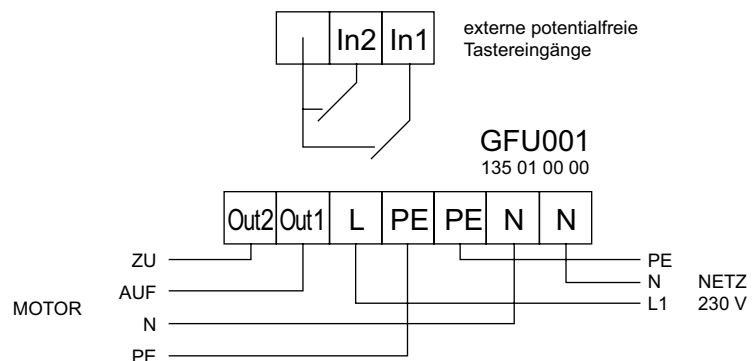 In2 In1
externe potentialfreie
Tastereingänge
GFU001
135 01 00 00
Out2 Out1 L PE PE N N
ZU
AUF
MOTOR
N
PE
PE
N NETZ
L1 230 V